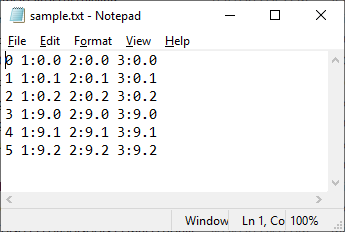 sample.txt - Notepad
File Edit Format View Help
0 1:0.0 2:0.0 3:0.0
1 1:0.1 2:0.1 3:0.1
2 1:0.2 2:0.2 3:0.2
3 1:9.0 2:9.0 3:9.0
4 1:9.1 2:9.1 3:9.1
5 1:9.2 2:9.2 3:9.2
Window Ln 1, Co 100%